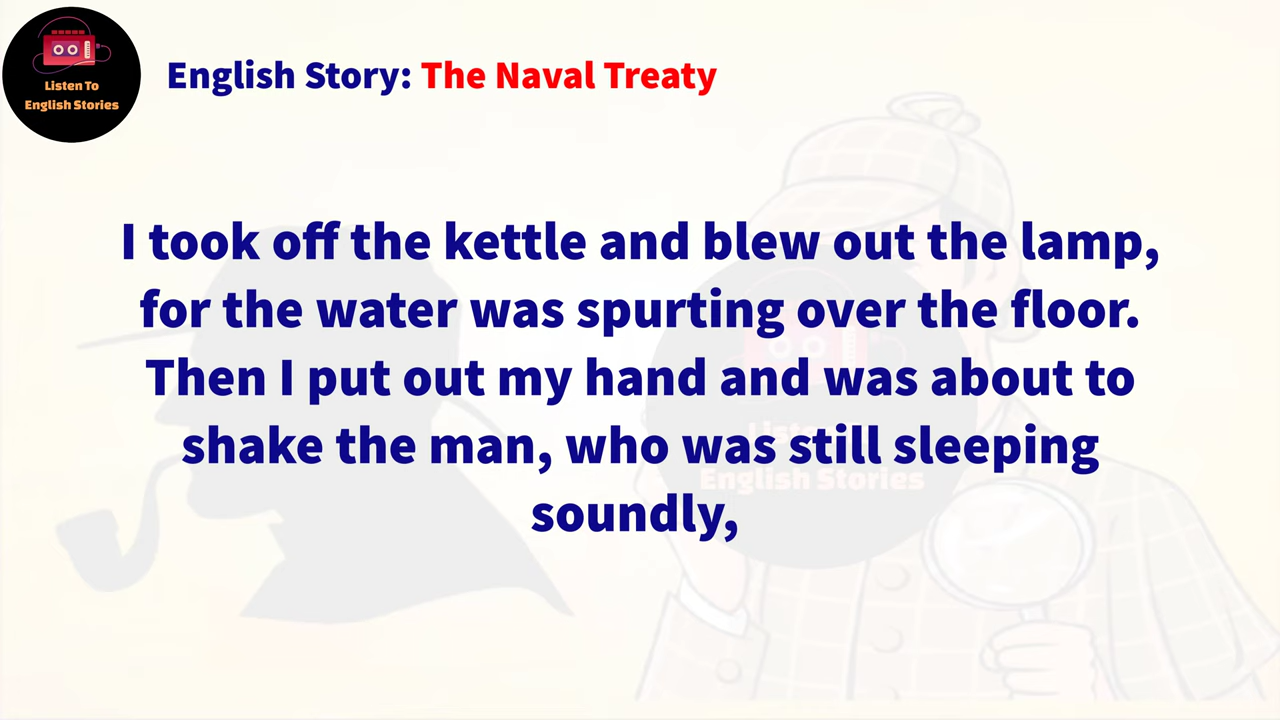 Listen To
English Stories
English Story: The Naval Treaty
I took off the kettle and blew out the lamp,
for the water was spurting over the floor.
Then I put out my hand and was about to
shake the man, who was still sleeping
soundly,
English Stories